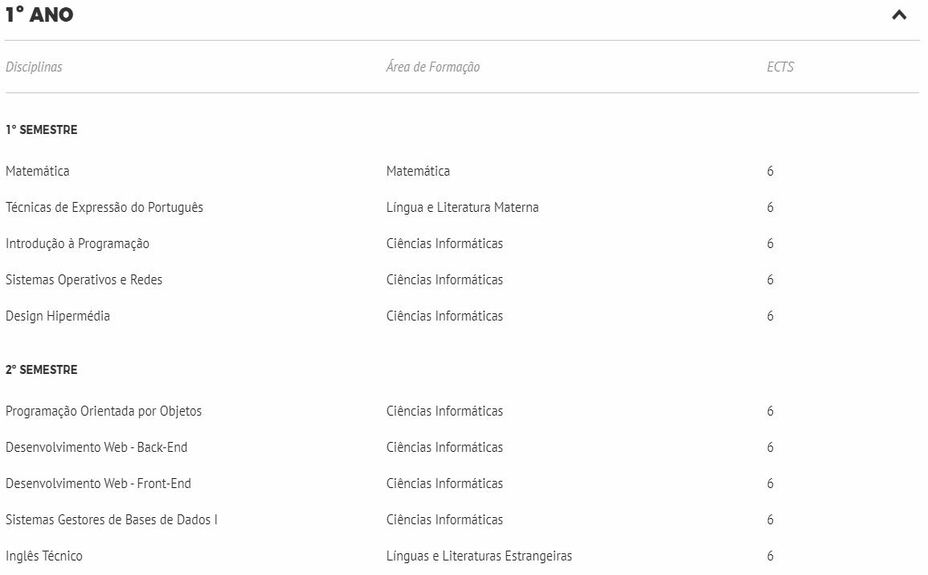 1º ANO
Disciplinas Área de Formação ECTS
1º SEMESTRE
Matemática Matemática 6
Técnicas de Expressão do Português Língua e Literatura Materna 6
Introdução à Programação Ciências Informáticas 6
Sistemas Operativos e Redes Ciências Informáticas 6
Design Hipermédia Ciências Informáticas 6
2º SEMESTRE
Programação Orientada por Objetos Ciências Informáticas 6
Desenvolvimento Web - Back-End Ciências Informáticas 6
Desenvolvimento Web - Front-End Ciências Informáticas 6
Sistemas Gestores de Bases de Dados I Ciências Informáticas 6
Inglês Técnico Línguas e Literaturas Estrangeiras 6